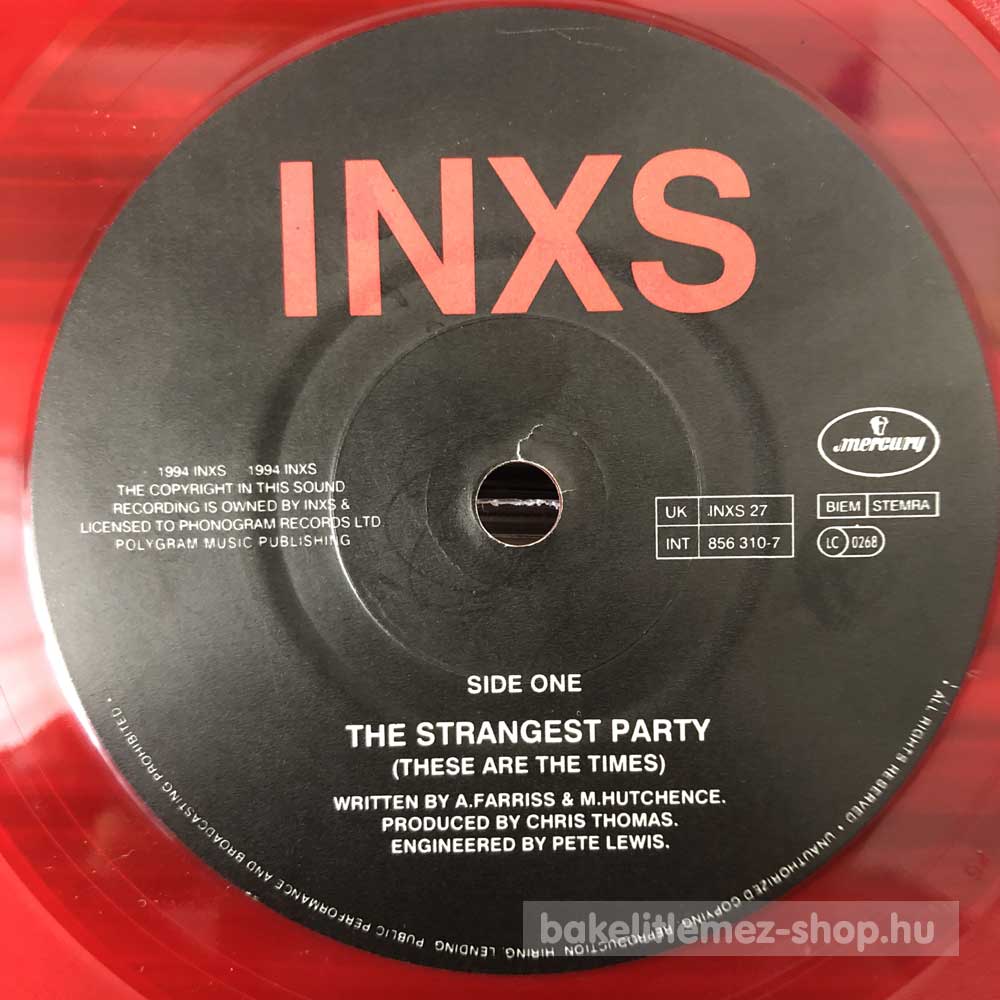 INXS
mercury
1994 INXS 1994 INXS
THE COPYRIGHT IN THIS SOUND
RECORDING IS OWNED BY INXS &
LICENSED TO PHONOGRAM RECORDS LTD
POLYGRAM MUSIC PUBLISHING
UK INXS 27
INT 856 310-7
BIEM STEMRA
LC 0268
SIDE ONE
THE STRANGEST PARTY
(THESE ARE THE TIMES)
WRITTEN BY A.FARRISS & M.HUTCHENCE.
PRODUCED BY CHRIS THOMAS.
ENGINEERED BY PETE LEWIS.
• ALL RIGHTS RESERVED • UNAUTHORIZED COPYING, REPRODUCTION, HIRING, LENDING, PUBLIC PERFORMANCE AND BROADCASTING PROHIBITED •
bakelitlemez-shop.hu